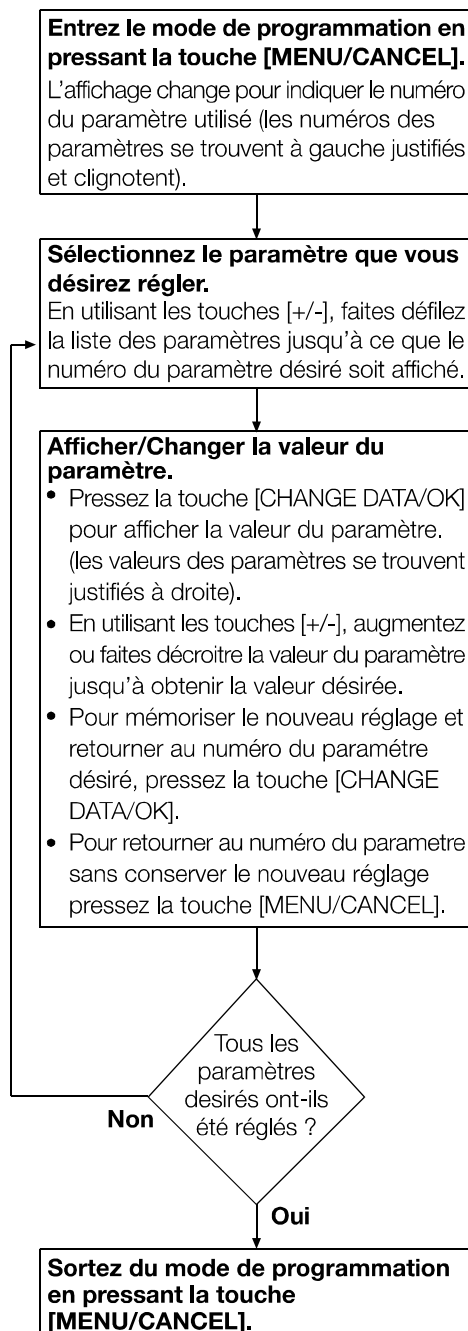 Entrez le mode de programmation en
pressant la touche [MENU/CANCEL].
L'affichage change pour indiquer le numéro
du paramètre utilisé (les numéros des
paramètres se trouvent à gauche justifiés
et clignotent).
Sélectionnez le paramètre que vous
désirez régler.
En utilisant les touches [+/-], faites défilez
la liste des paramètres jusqu'à ce que le
numéro du paramètre désiré soit affiché.
Afficher/Changer la valeur du
paramètre.
• Pressez la touche [CHANGE DATA/OK]
pour afficher la valeur du paramètre.
(les valeurs des paramètres se trouvent
justifiés à droite).
• En utilisant les touches [+/-], augmentez
ou faites décroitre la valeur du paramètre
jusqu'à obtenir la valeur désirée.
• Pour mémoriser le nouveau réglage et
retourner au numéro du paramétre
désiré, pressez la touche [CHANGE
DATA/OK].
• Pour retourner au numéro du parametre
sans conserver le nouveau réglage
pressez la touche [MENU/CANCEL].
Tous les
paramètres
desirés ont-ils
été réglés ?
Non
Oui
Sortez du mode de programmation
en pressant la touche
[MENU/CANCEL].